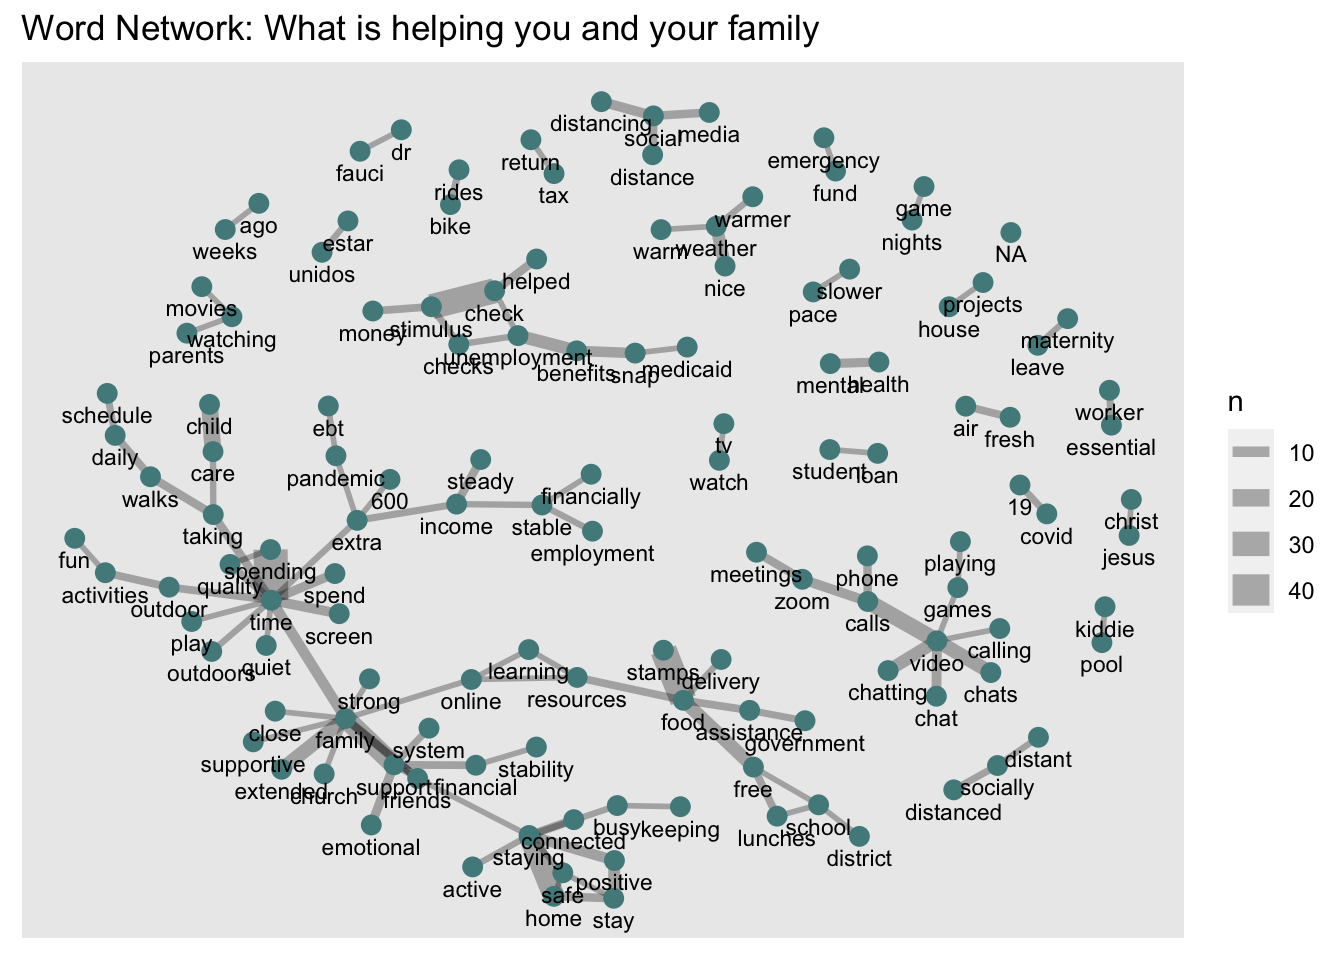 Word Network: What is helping you and your family
distancing
social
media
distance
dr
fauci
return
tax
emergency
fund
rides
bike
game
nights
ago
weeks
estar
unidos
warmer
warm
weather
nice
NA
helped
check
money
stimulus
checks
unemployment
benefits
snap
medicaid
slower
pace
projects
house
movies
watching
parents
maternity
leave
mental
health
schedule
daily
walks
child
care
taking
ebt
pandemic
600
extra
steady
income
financially
stable
employment
tv
watch
student
loan
air
fresh
worker
essential
19
covid
christ
jesus
fun
activities
outdoor
spending
quality
time
spend
screen
play
outdoors
quiet
meetings
zoom
phone
calls
playing
games
video
calling
chatting
chat
chats
kiddie
pool
strong
close
family
supportive
extended
church
system
support
friends
financial
stability
emotional
online
learning
resources
stamps
delivery
food
assistance
government
free
lunches
school
district
distant
socially
distanced
busy
keeping
connected
staying
active
positive
safe
home
stay
n
10
20
30
40